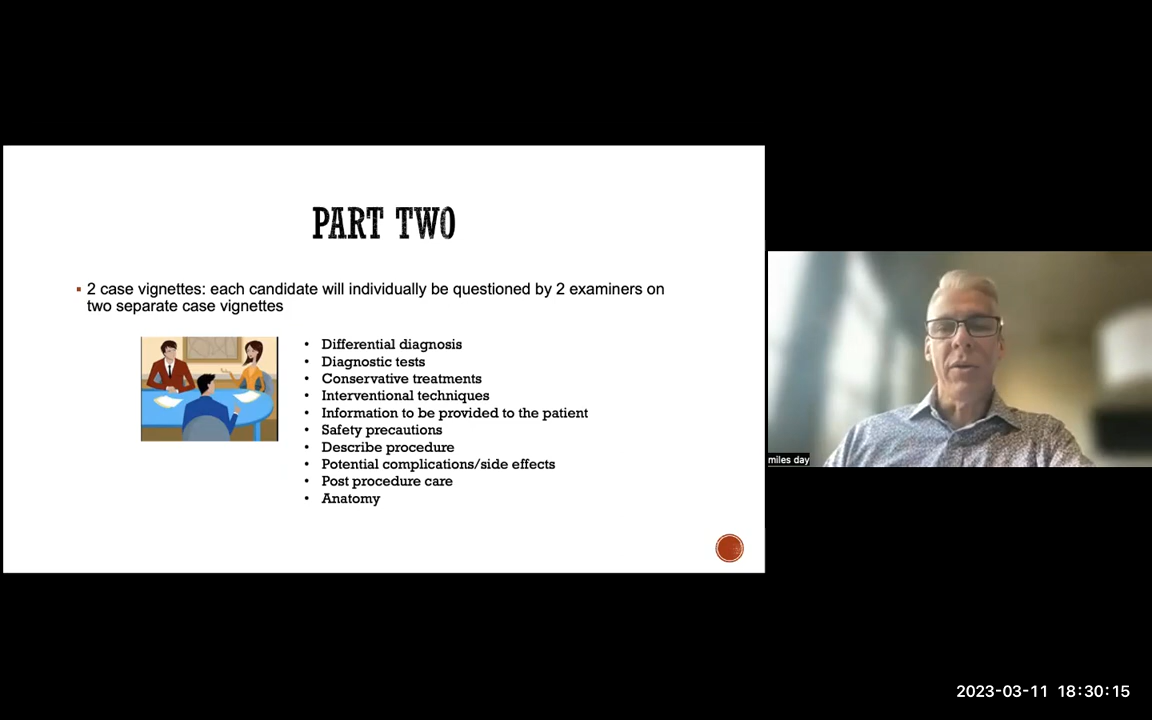 PART TWO
2 case vignettes: each candidate will individually be questioned by 2 examiners on
two separate case vignettes
• Differential diagnosis
• Diagnostic tests
• Conservative treatments
• Interventional techniques
• Information to be provided to the patient
• Safety precautions
• Describe procedure
• Potential complications/side effects
• Post procedure care
• Anatomy
miles day
2023-03-11 18:30:15